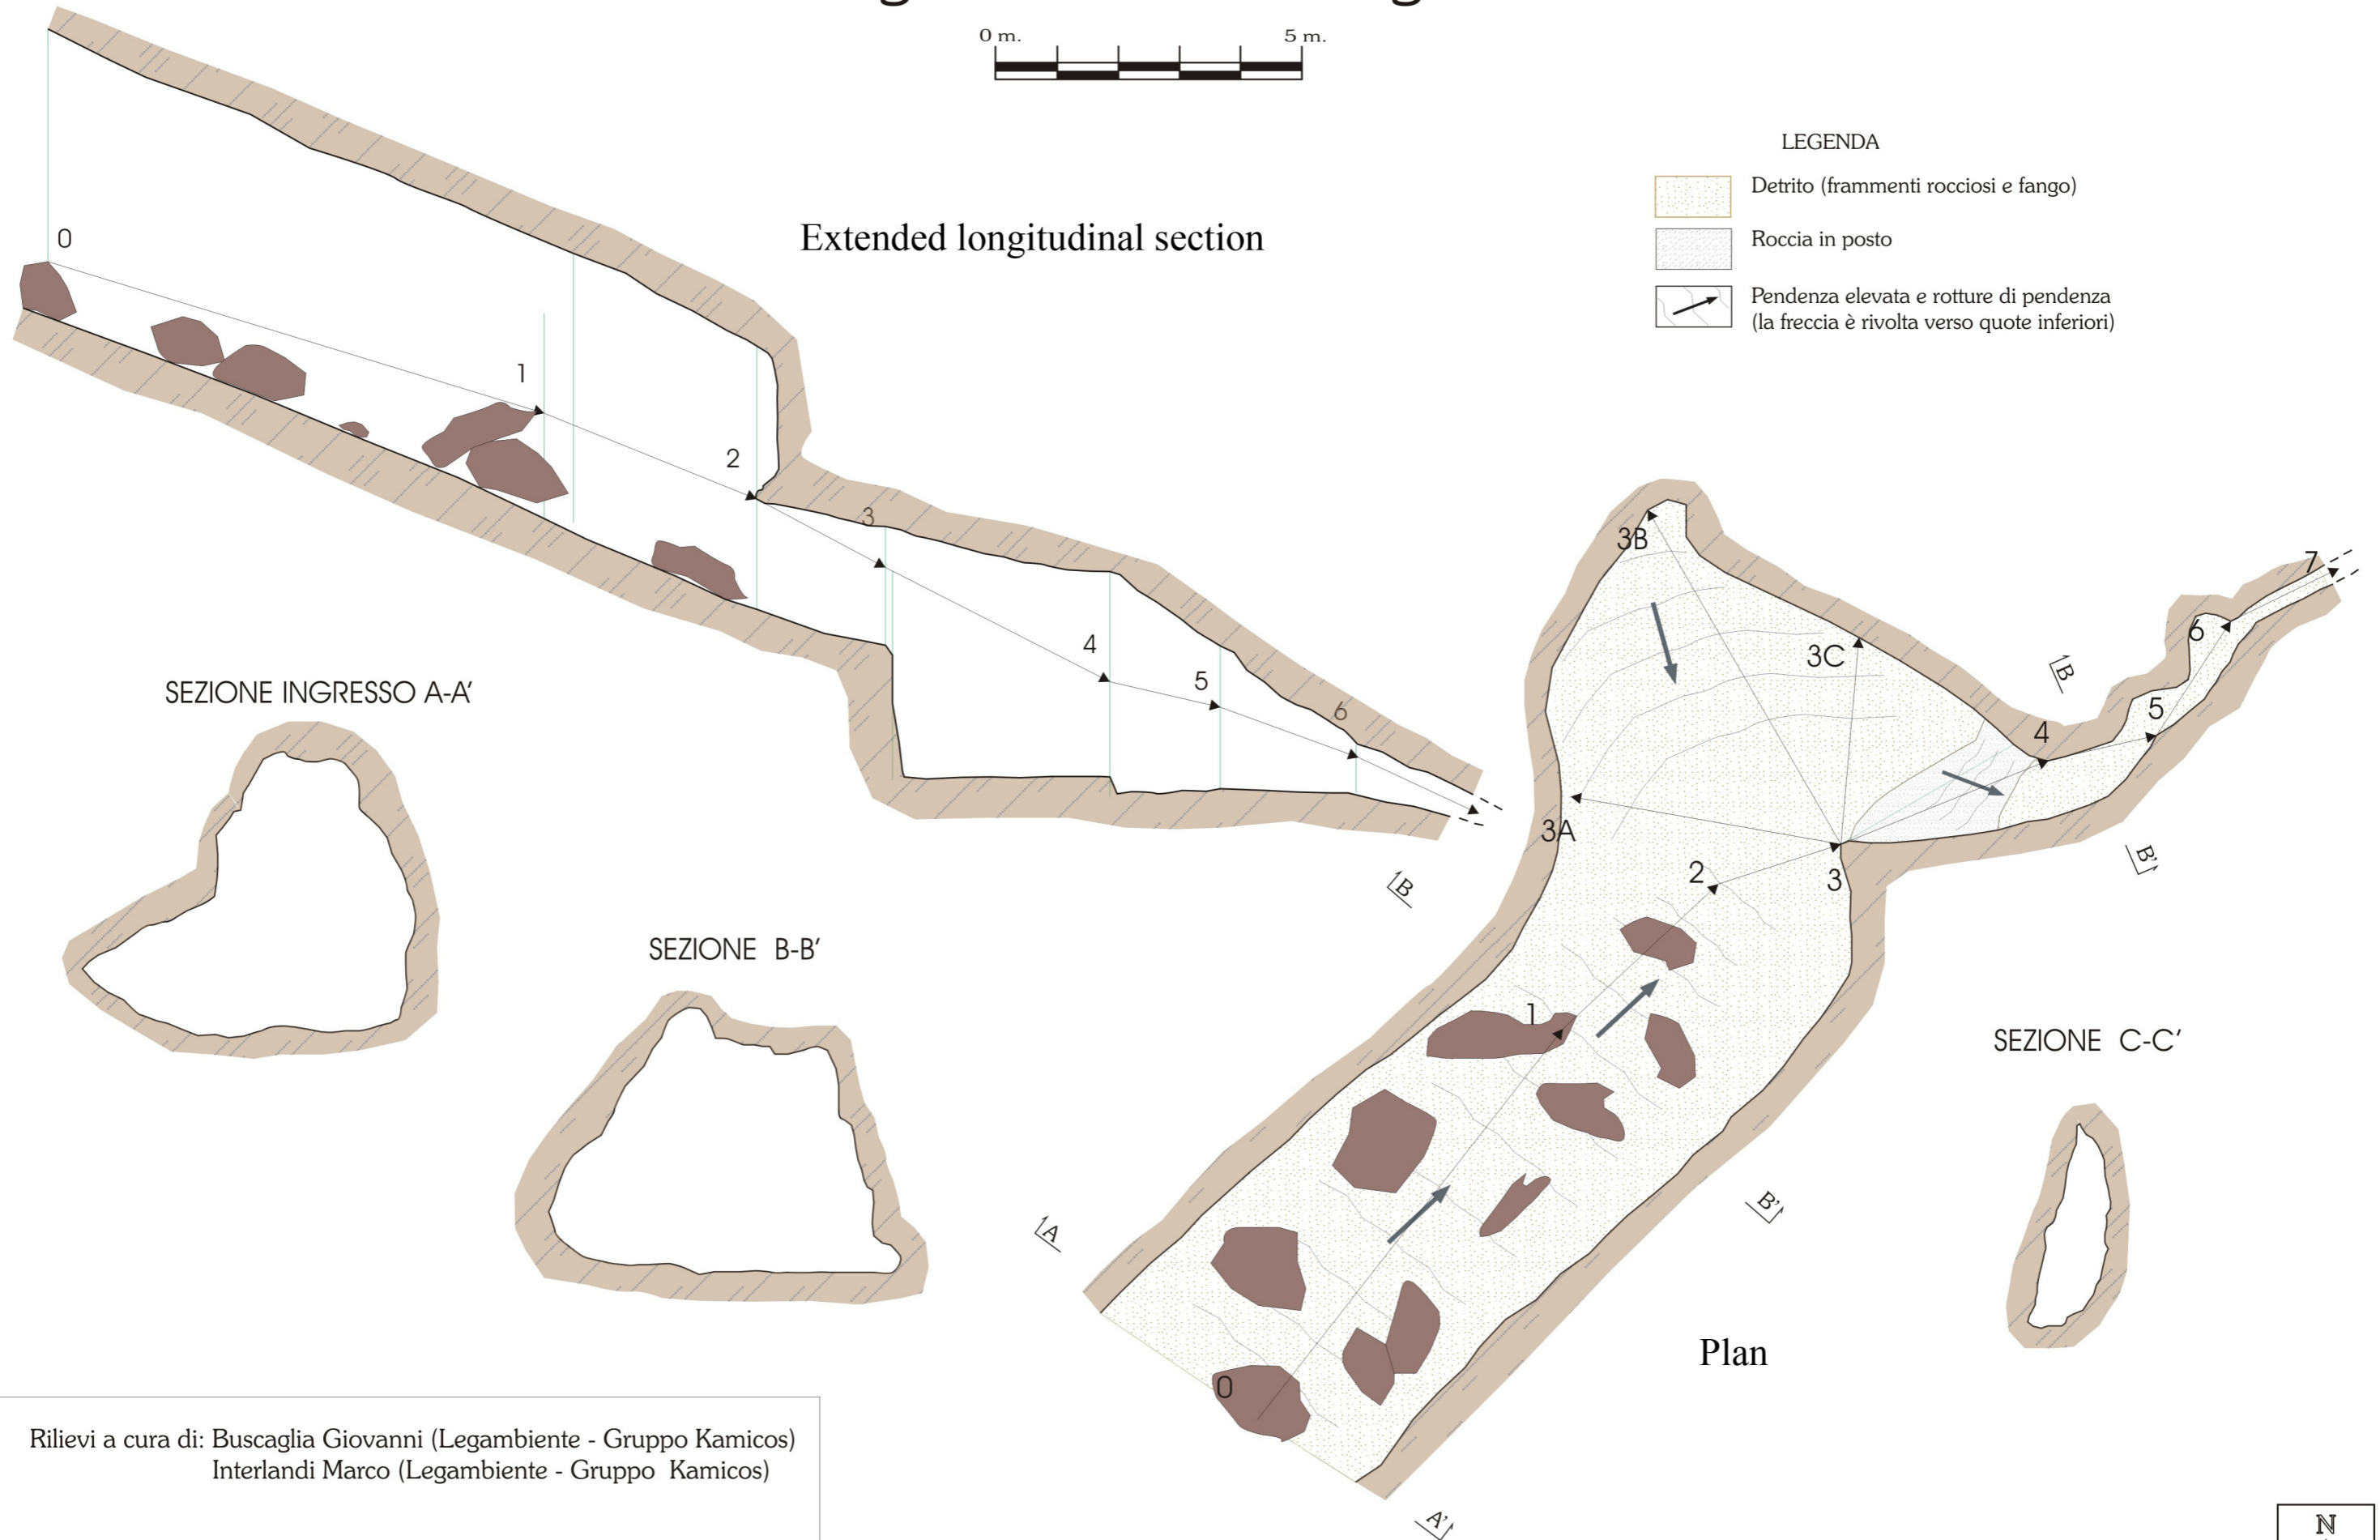 0 m. 5 m.
LEGENDA
Detrito (frammenti rocciosi e fango)
Roccia in posto
Pendenza elevata e rotture di pendenza
(la freccia è rivolta verso quote inferiori)
Extended longitudinal section
0
1
2
3
4
5
6
SEZIONE INGRESSO A-A'
SEZIONE B-B'
SEZIONE C-C'
3B
3C
3A
7
6
5
4
3
2
1
0
B
B'
B
B'
A
A'
Plan
Rilievi a cura di: Buscaglia Giovanni (Legambiente - Gruppo Kamicos)
Interlandi Marco (Legambiente - Gruppo Kamicos)
N